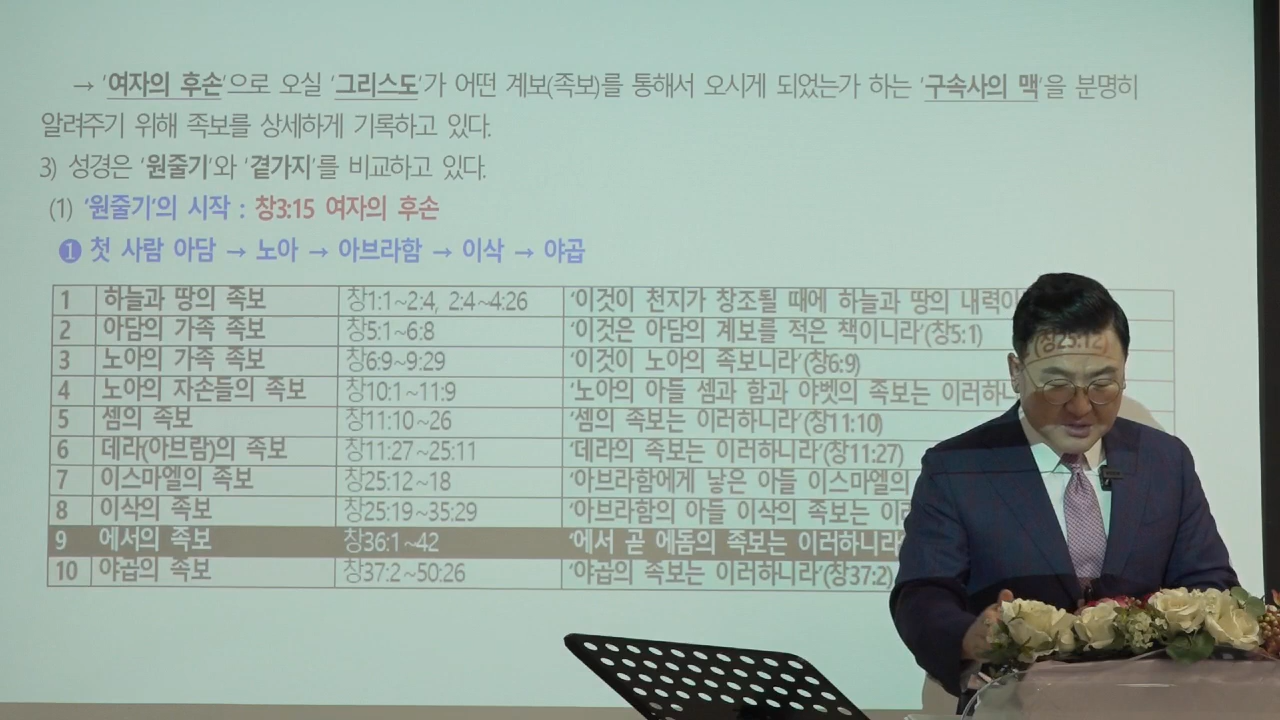 → '여자의 후손'으로 오실 '그리스도'가 어떤 계보(족보)를 통해서 오시게 되었는가 하는 '구속사의 맥'을 분명히
알려주기 위해 족보를 상세하게 기록하고 있다.
3) 성경은 '원줄기'와 '곁가지'를 비교하고 있다.
(1) '원줄기'의 시작 : 창3:15 여자의 후손
❶ 첫 사람 아담 → 노아 → 아브라함 → 이삭 → 야곱
1 하늘과 땅의 족보 창1:1~2:4, 2:4~4:26 '이것이 천지가 창조될 때에 하늘과 땅의 내력이
2 아담의 가족 족보 창5:1~6:8 '이것은 아담의 계보를 적은 책이니라'(창5:1)
3 노아의 가족 족보 창6:9~9:29 '이것이 노아의 족보니라'(창6:9)
4 노아의 자손들의 족보 창10:1~11:9 '노아의 아들 셈과 함과 야벳의 족보는 이러하니
5 셈의 족보 창11:10~26 '셈의 족보는 이러하니라'(창11:10)
6 데라(아브람)의 족보 창11:27~25:11 '데라의 족보는 이러하니라'(창11:27)
7 이스마엘의 족보 창25:12~18 '아브라함에게 낳은 아들 이스마엘의 (창25:12)
8 이삭의 족보 창25:19~35:29 '아브라함의 아들 이삭의 족보는
9 에서의 족보 창36:1~42 '에서 곧 에돔의 족보는 이러하니라
10 야곱의 족보 창37:2~50:26 '야곱의 족보는 이러하니라'(창37:2)